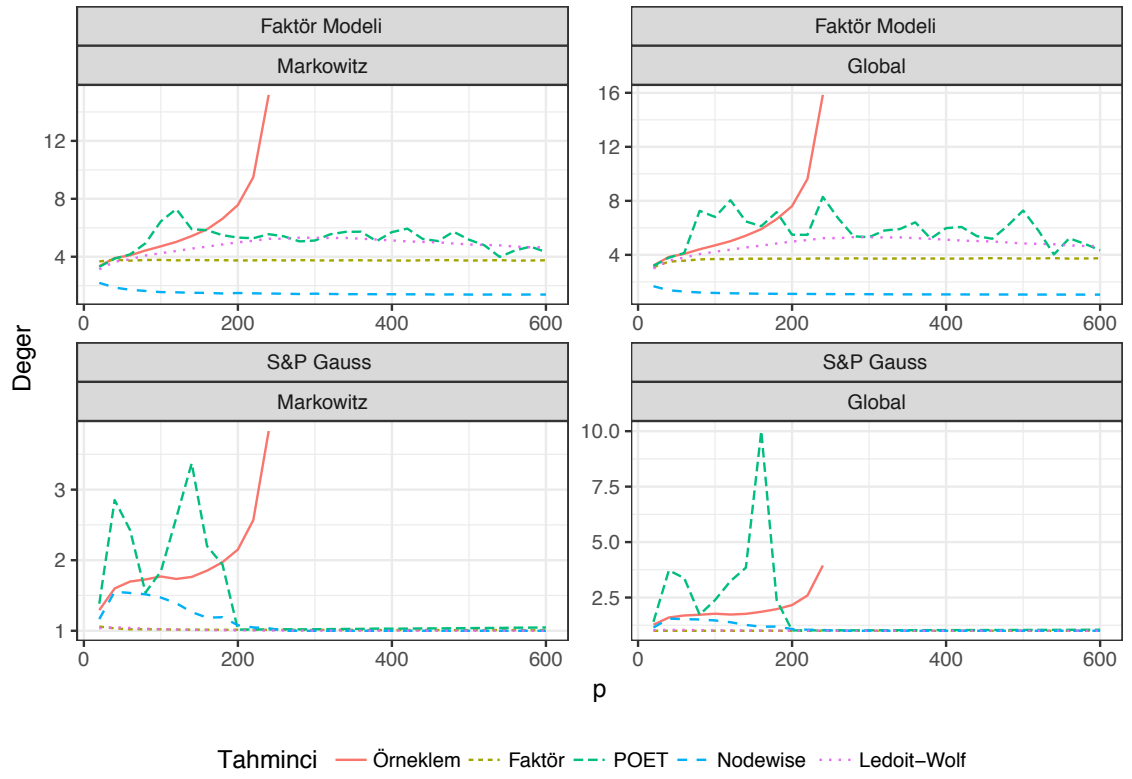 Faktör Modeli
Markowitz
Faktör Modeli
Global
12
8
4
0
200
400
600
16
12
8
4
0
200
400
600
Deger
S&P Gauss
Markowitz
S&P Gauss
Global
3
2
1
0
200
400
600
10.0
7.5
5.0
2.5
0
200
400
600
p
Tahminci Örneklem Faktör POET Nodewise Ledoit−Wolf